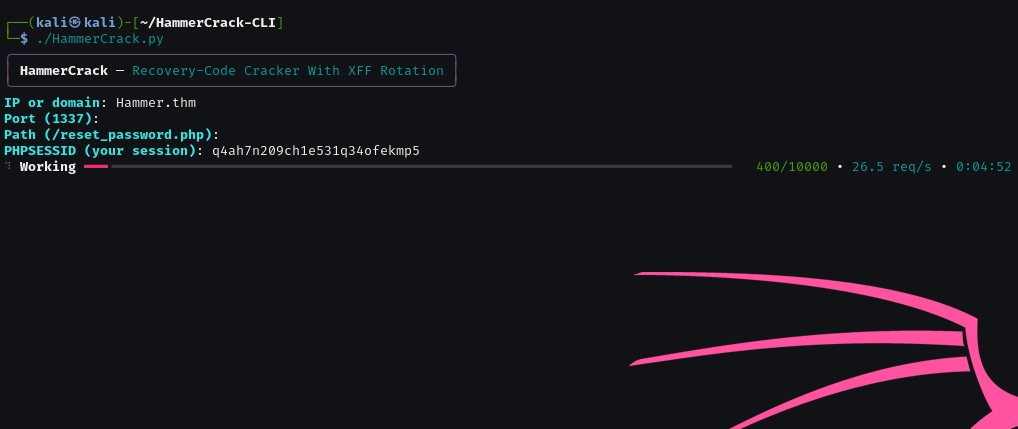 ┌──(kali㉿kali)-[~/HammerCrack-CLI]
└─$ ./HammerCrack.py
HammerCrack — Recovery-Code Cracker With XFF Rotation
IP or domain: Hammer.thm
Port (1337):
Path (/reset_password.php):
PHPSESSID (your session): q4ah7n209ch1e531q34ofekmp5
Working 400/10000 • 26.5 req/s • 0:04:52